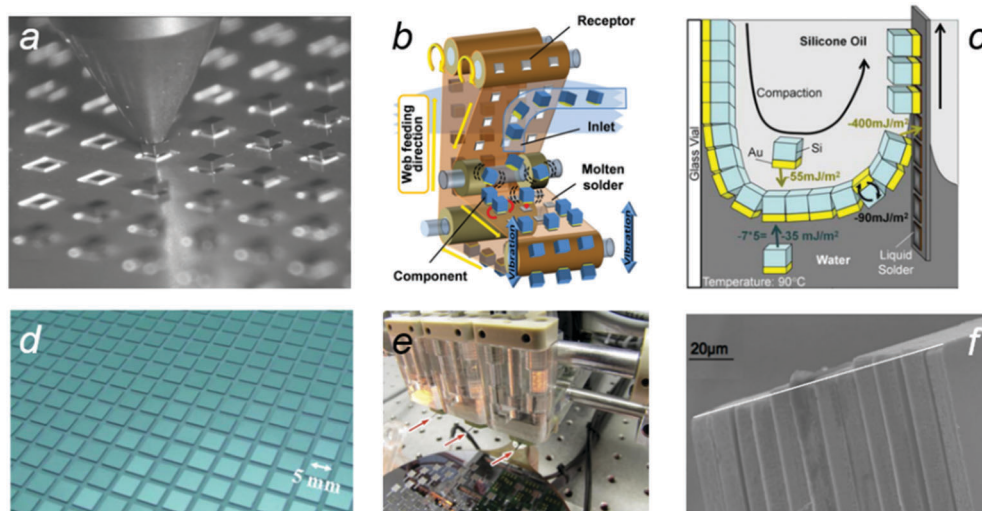 a
b
Receptor
Web feeding
direction
Inlet
Molten
solder
Component
Vibration
Vibration
c
Silicone Oil
Glass Vial
Compaction
-400mJ/m²
Au
Si
-55mJ/m²
-90mJ/m²
-7*5= -35 mJ/m²
Water
Liquid
Solder
Temperature: 90°C
d
5 mm
e
20µm
f